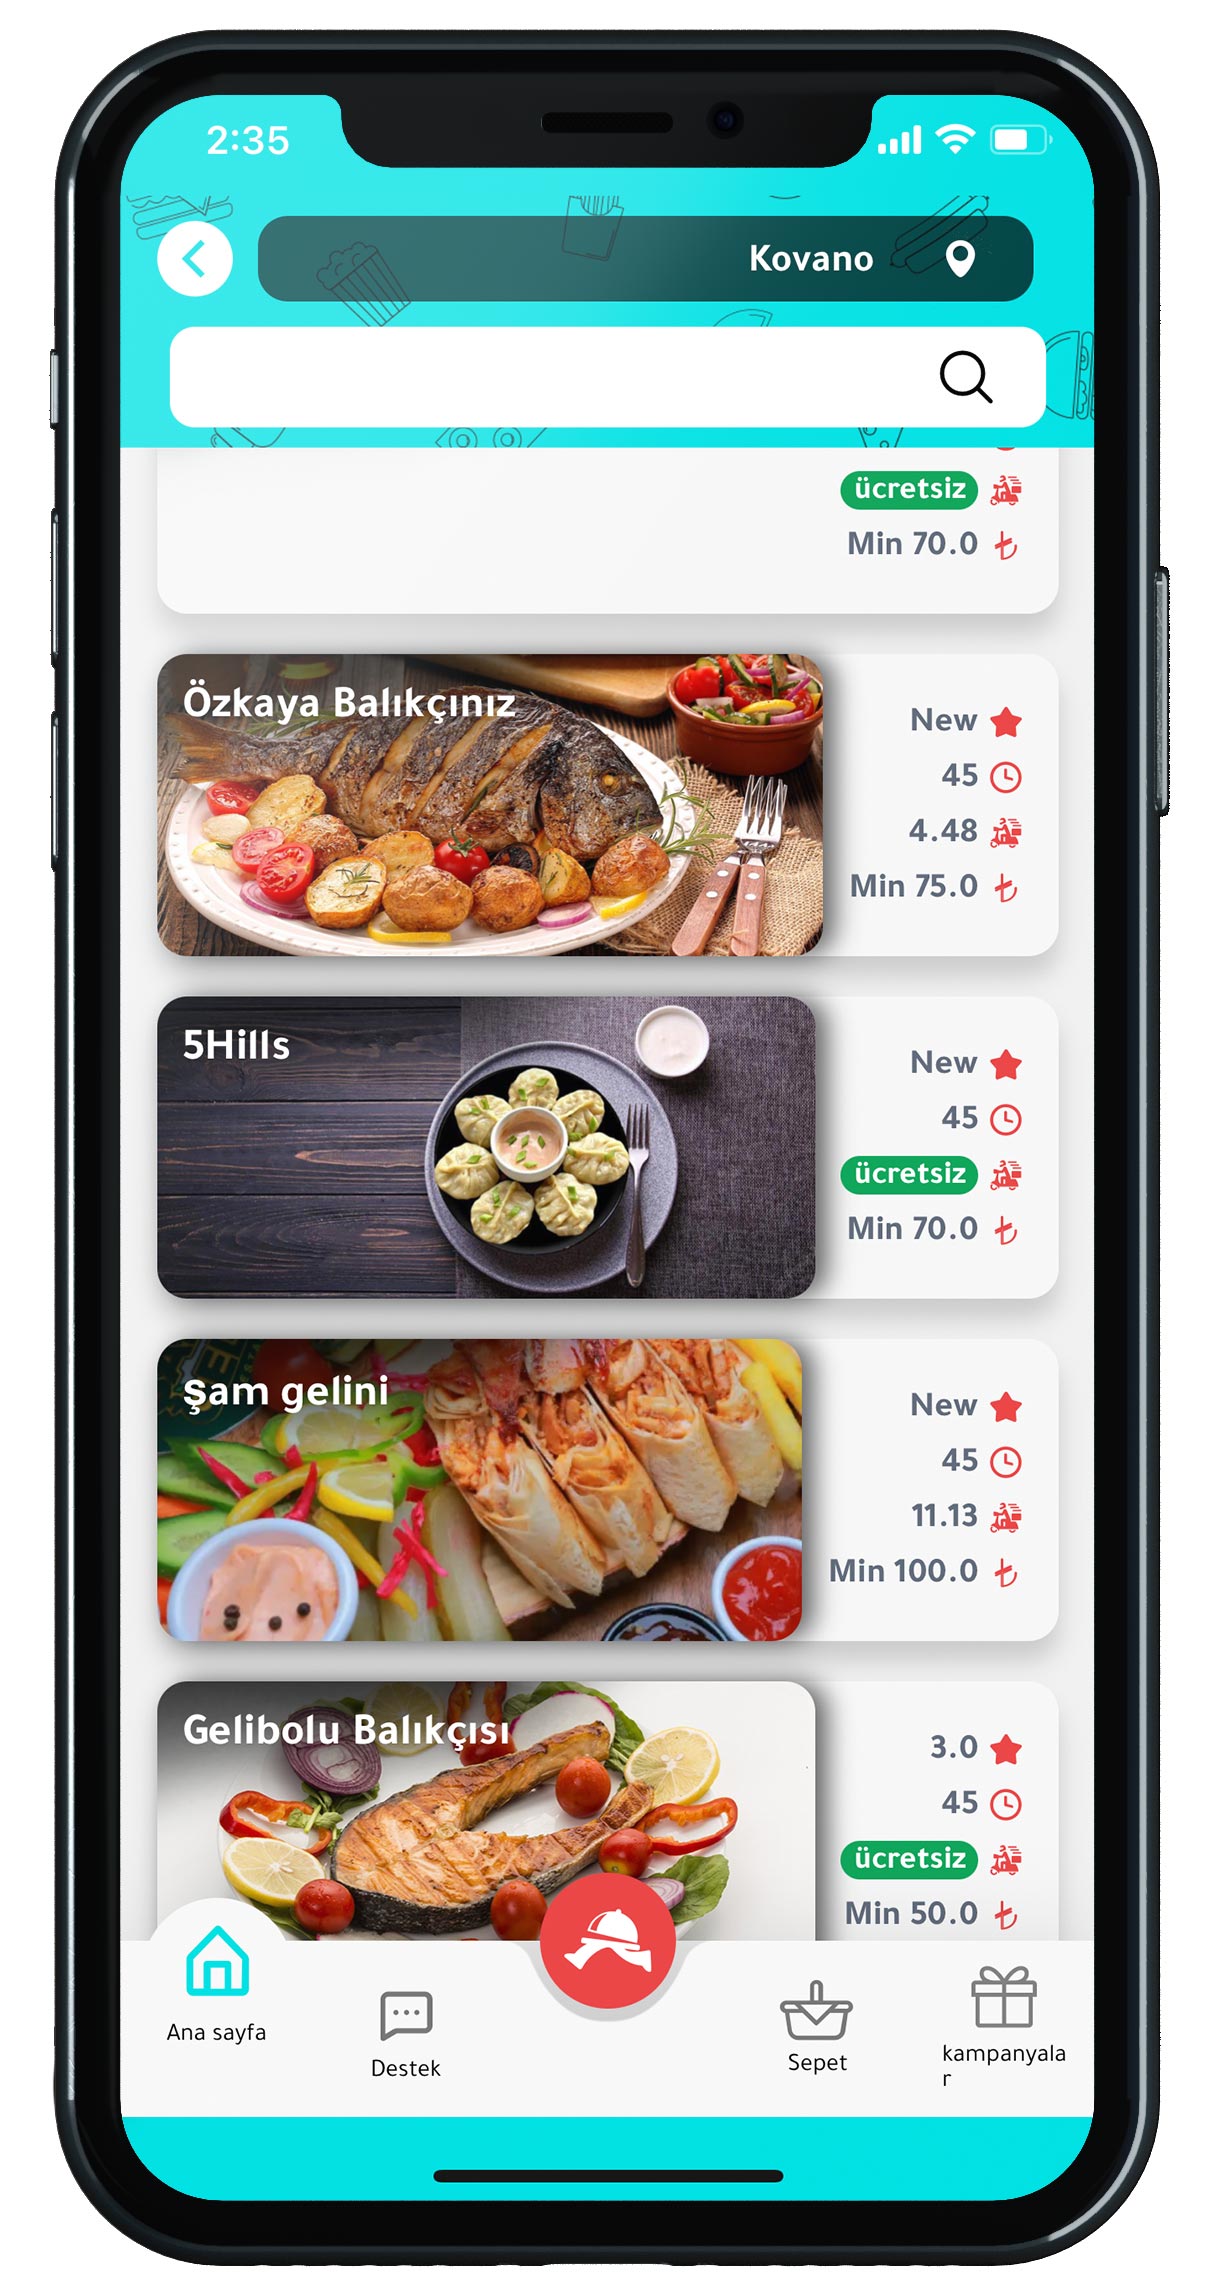 2:35
Kovano
ücretsiz
Min 70.0
Özkaya Balıkçınız
New
45
4.48
Min 75.0
5Hills
New
45
ücretsiz
Min 70.0
Şam gelini
New
45
11.13
Min 100.0
Gelibolu Balıkçısı
3.0
45
ücretsiz
Min 50.0
Ana sayfa
Destek
Sepet
kampanyala
r